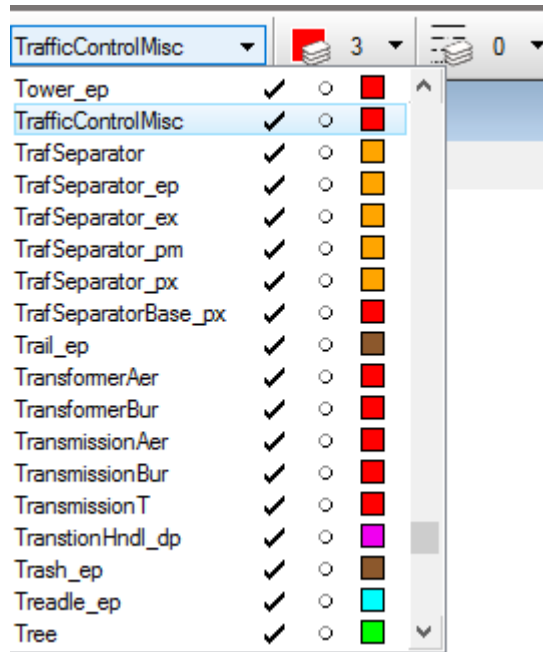 TrafficControlMisc 3 0
Tower_ep
TrafficControlMisc
TrafSeparator
TrafSeparator_ep
TrafSeparator_ex
TrafSeparator_pm
TrafSeparator_px
TrafSeparatorBase_px
Trail_ep
TransformerAer
TransformerBur
TransmissionAer
TransmissionBur
TransmissionT
TranstionHndl_dp
Trash_ep
Treadle_ep
Tree